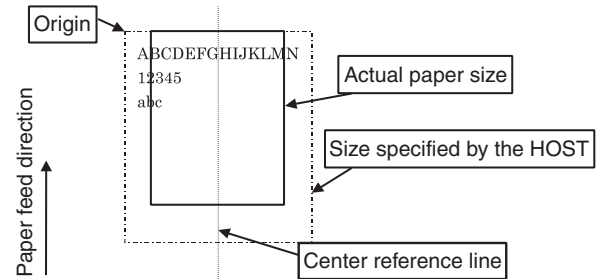 Origin
ABCDEFGHIJKLMN
12345
abc
Actual paper size
Size specified by the HOST
Center reference line
Paper feed direction